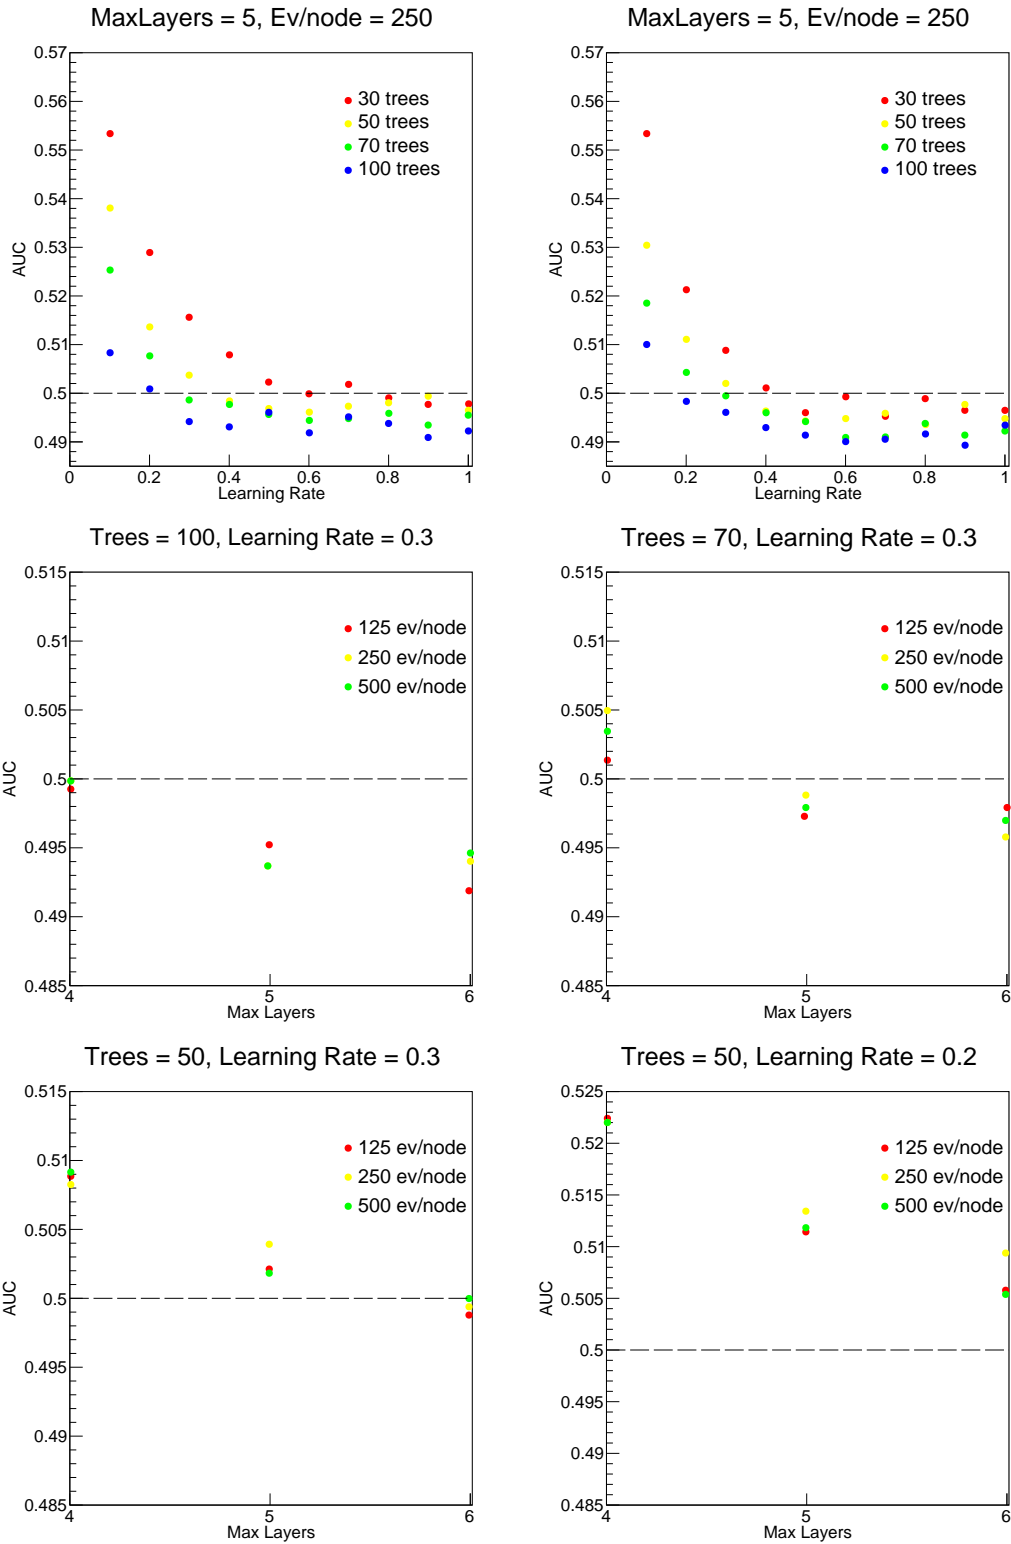 MaxLayers = 5, Ev/node = 250
0.57
0.56
0.55
0.54
0.53
0.52
0.51
0.5
0.49
AUC
30 trees
50 trees
70 trees
100 trees
0 0.2 0.4 0.6 0.8 1
Learning Rate
MaxLayers = 5, Ev/node = 250
0.57
0.56
0.55
0.54
0.53
0.52
0.51
0.5
0.49
AUC
30 trees
50 trees
70 trees
100 trees
0 0.2 0.4 0.6 0.8 1
Learning Rate
Trees = 100, Learning Rate = 0.3
0.515
0.51
0.505
0.5
0.495
0.49
0.485
AUC
125 ev/node
250 ev/node
500 ev/node
4 5 6
Max Layers
Trees = 70, Learning Rate = 0.3
0.515
0.51
0.505
0.5
0.495
0.49
0.485
AUC
125 ev/node
250 ev/node
500 ev/node
4 5 6
Max Layers
Trees = 50, Learning Rate = 0.3
0.515
0.51
0.505
0.5
0.495
0.49
0.485
AUC
125 ev/node
250 ev/node
500 ev/node
4 5 6
Max Layers
Trees = 50, Learning Rate = 0.2
0.525
0.52
0.515
0.51
0.505
0.5
0.495
0.49
0.485
AUC
125 ev/node
250 ev/node
500 ev/node
4 5 6
Max Layers